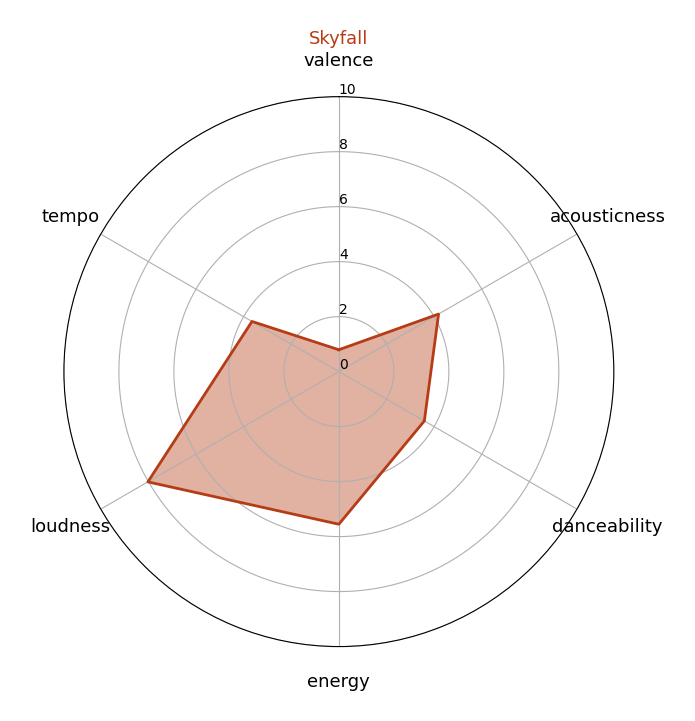 Skyfall
valence
10
8
tempo
6
acousticness
4
2
0
loudness
danceability
energy